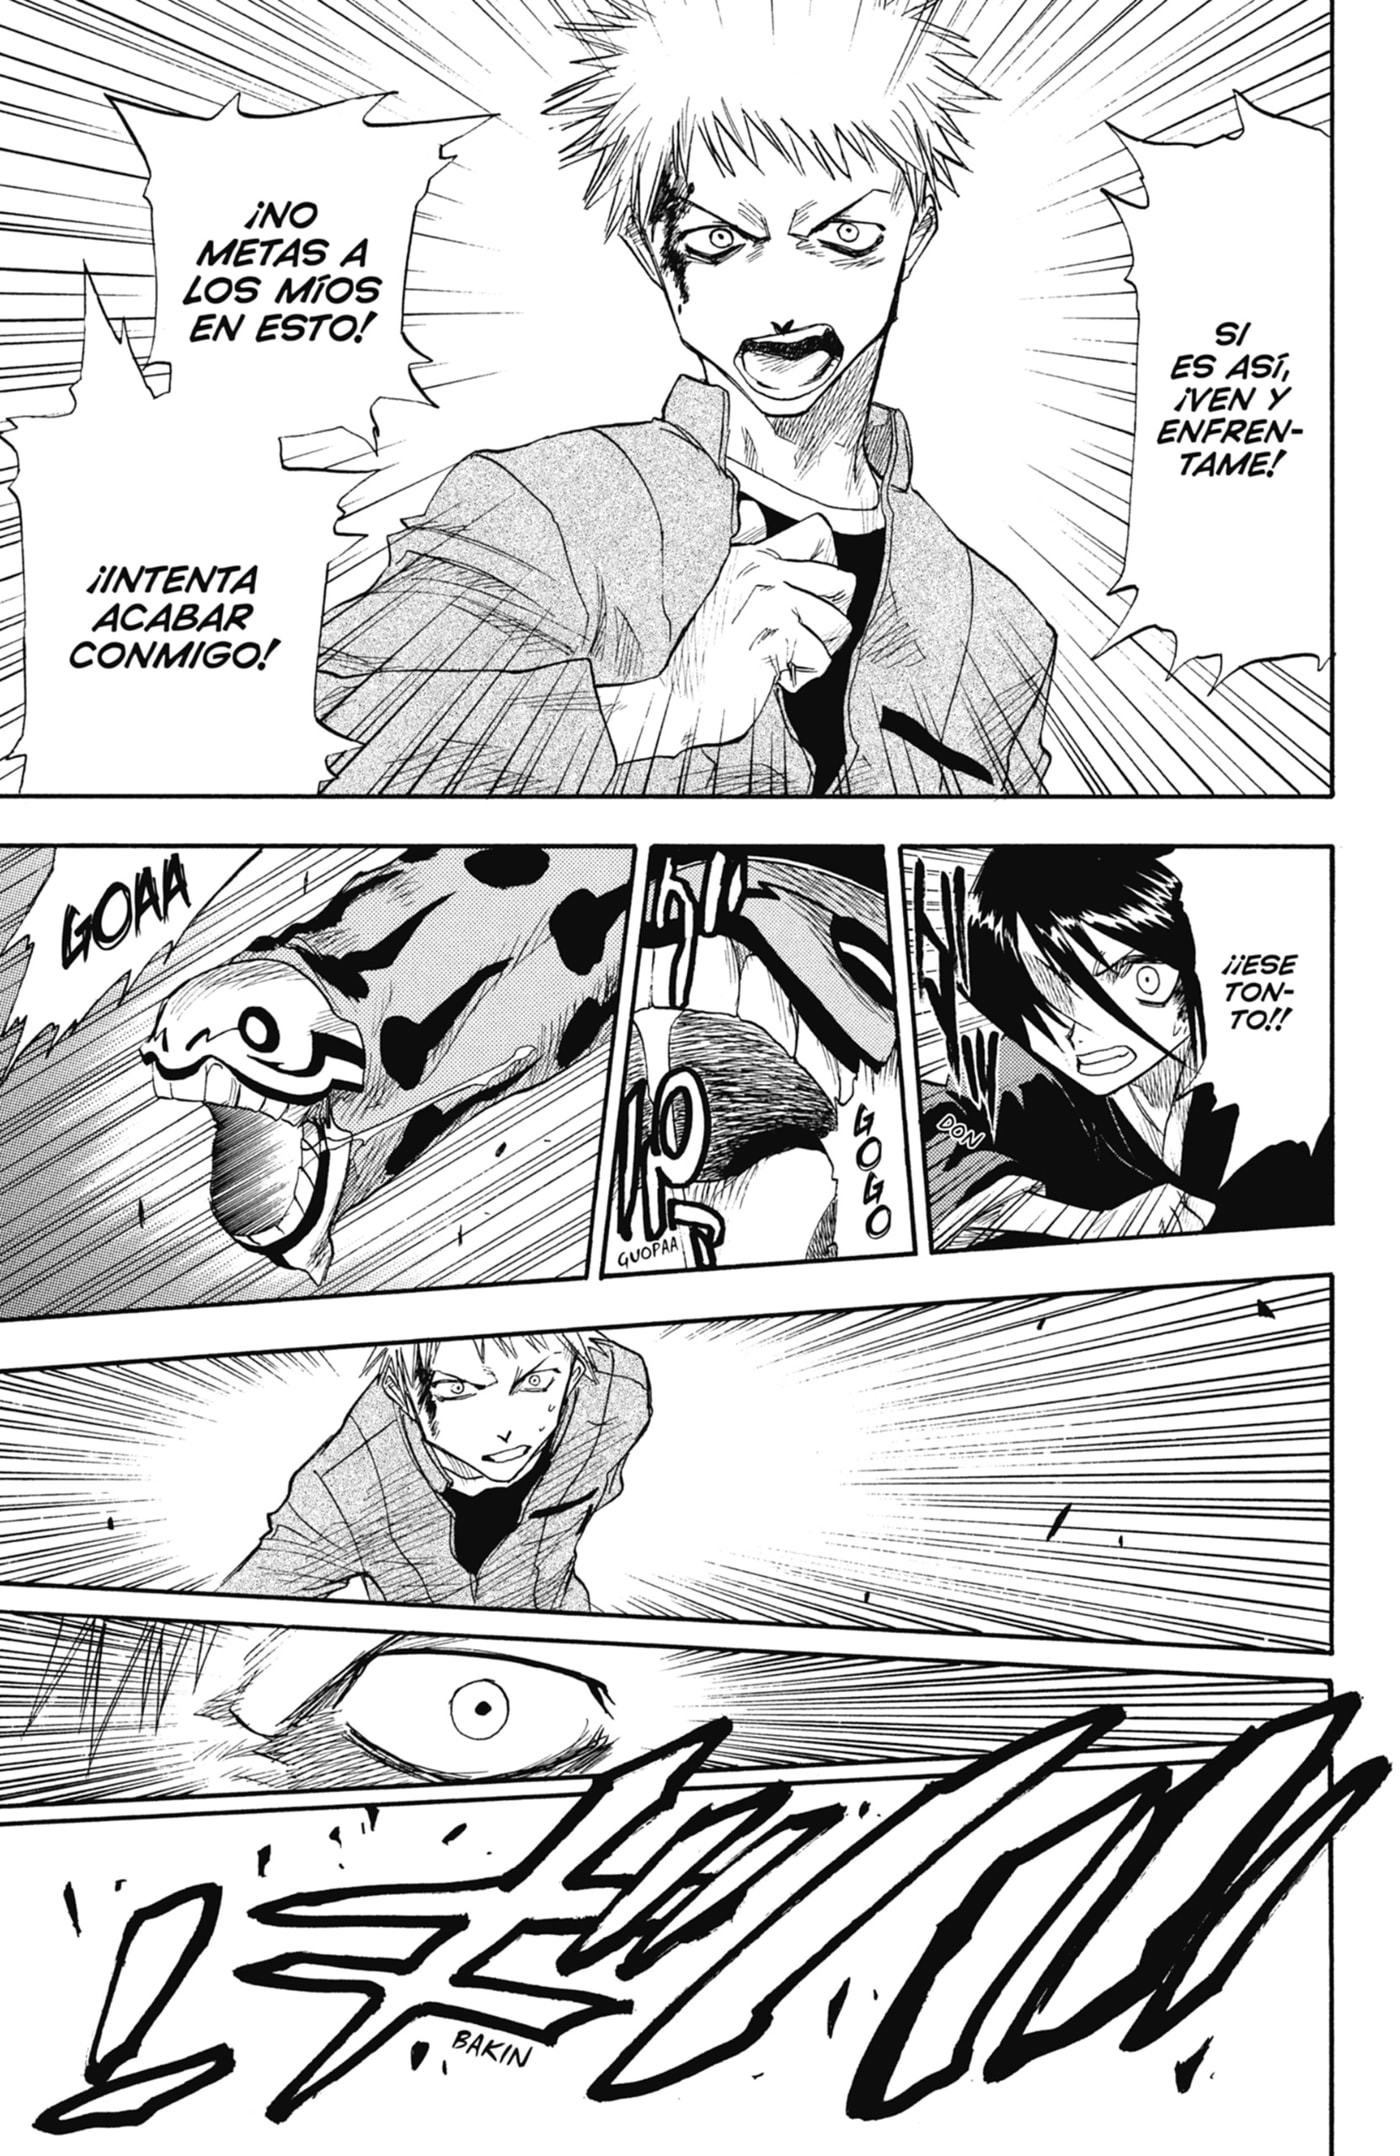 SI
ES ASÍ,
¡VEN Y
ENFREN-
TAME!
¡NO
METAS A
LOS MÍOS
EN ESTO!
¡INTENTA
ACABAR
CONMIGO!
¡¡ESE
TON-
TO!!
DON
GOGOGO
GUOPAA
GOAA
BAKIN